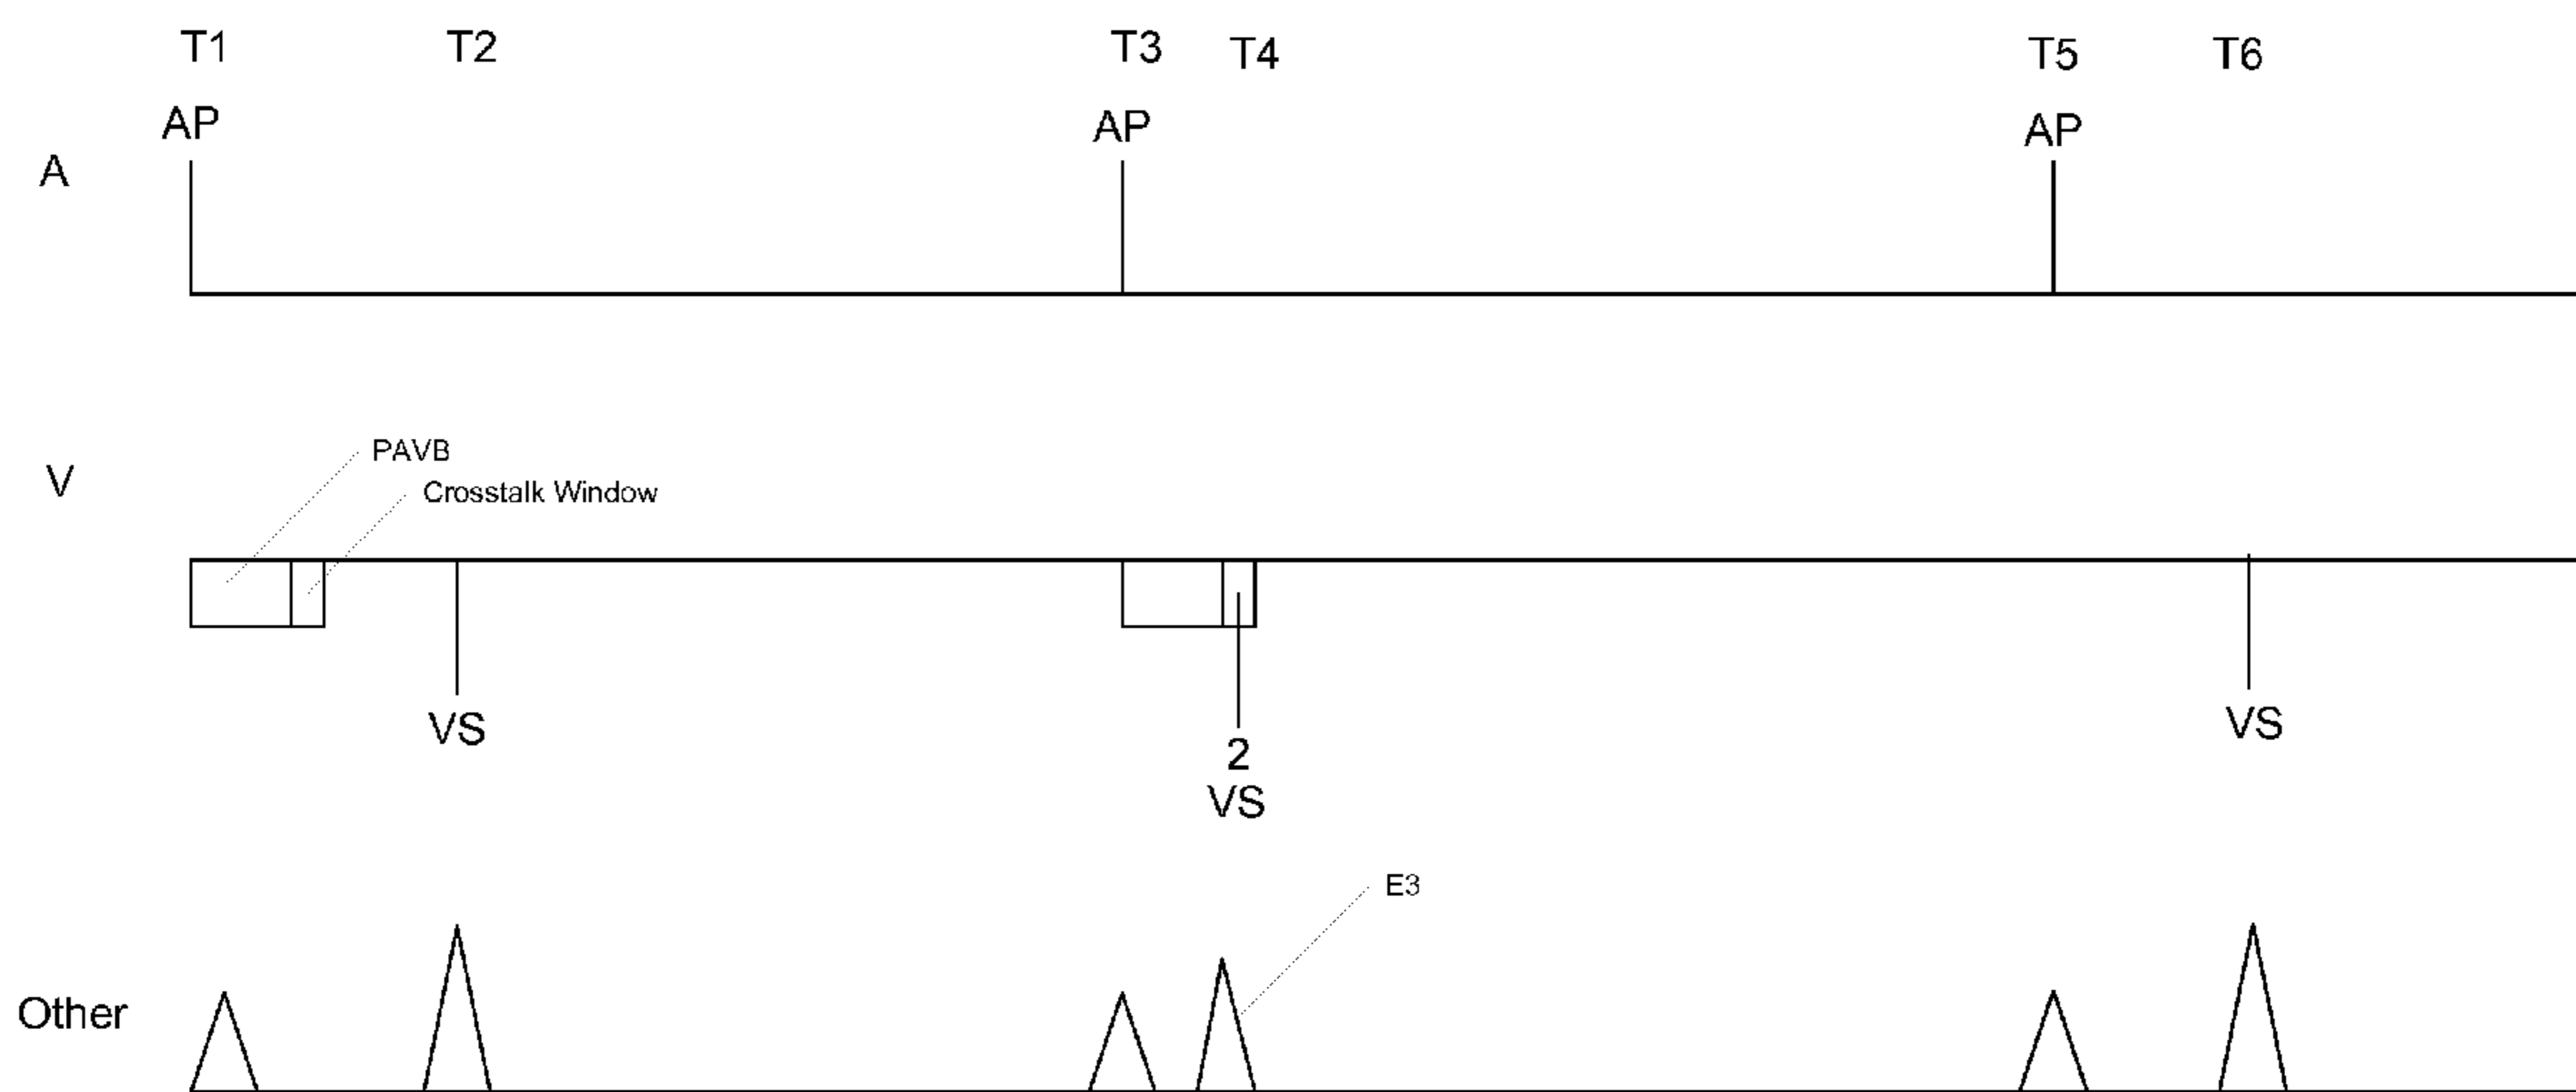 T1 T2 T3 T4 T5 T6
AP AP AP
A
PAVB
V
Crosstalk Window
VS VS
2
VS
E3
Other